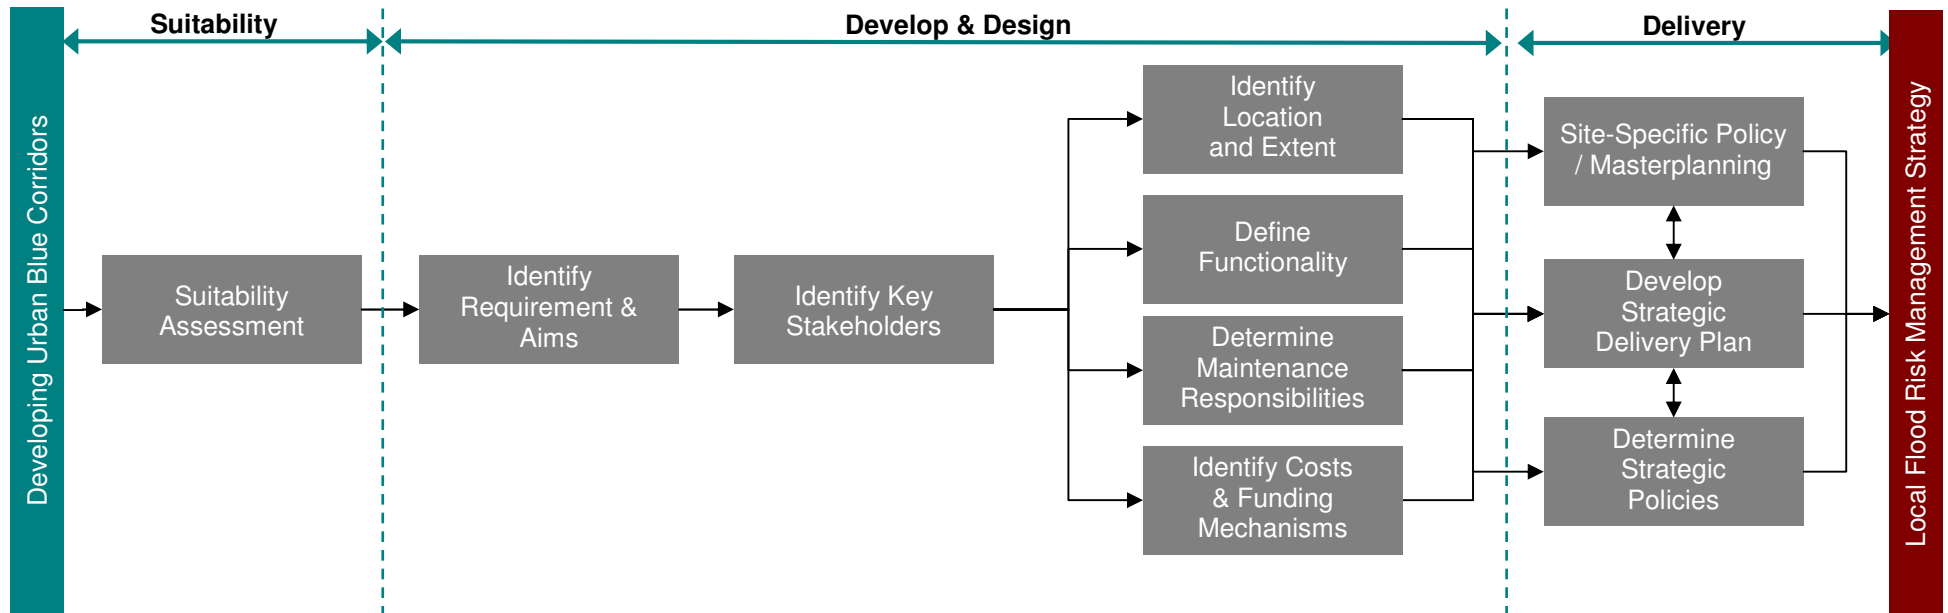 Suitability
Develop & Design
Delivery
Developing Urban Blue Corridors
Suitability
Assessment
Identify
Requirement &
Aims
Identify Key
Stakeholders
Identify
Location
and Extent
Define
Functionality
Determine
Maintenance
Responsibilities
Identify Costs
& Funding
Mechanisms
Site-Specific Policy
/ Masterplanning
Develop
Strategic
Delivery Plan
Determine
Strategic
Policies
Local Flood Risk Management Strategy